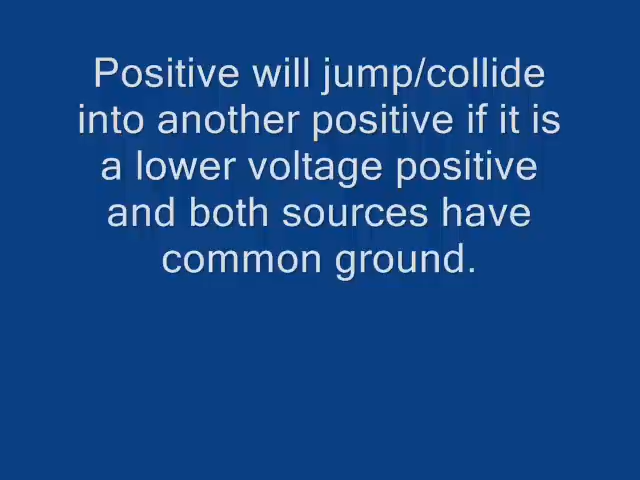 Positive will jump/collide
into another positive if it is
a lower voltage positive
and both sources have
common ground.